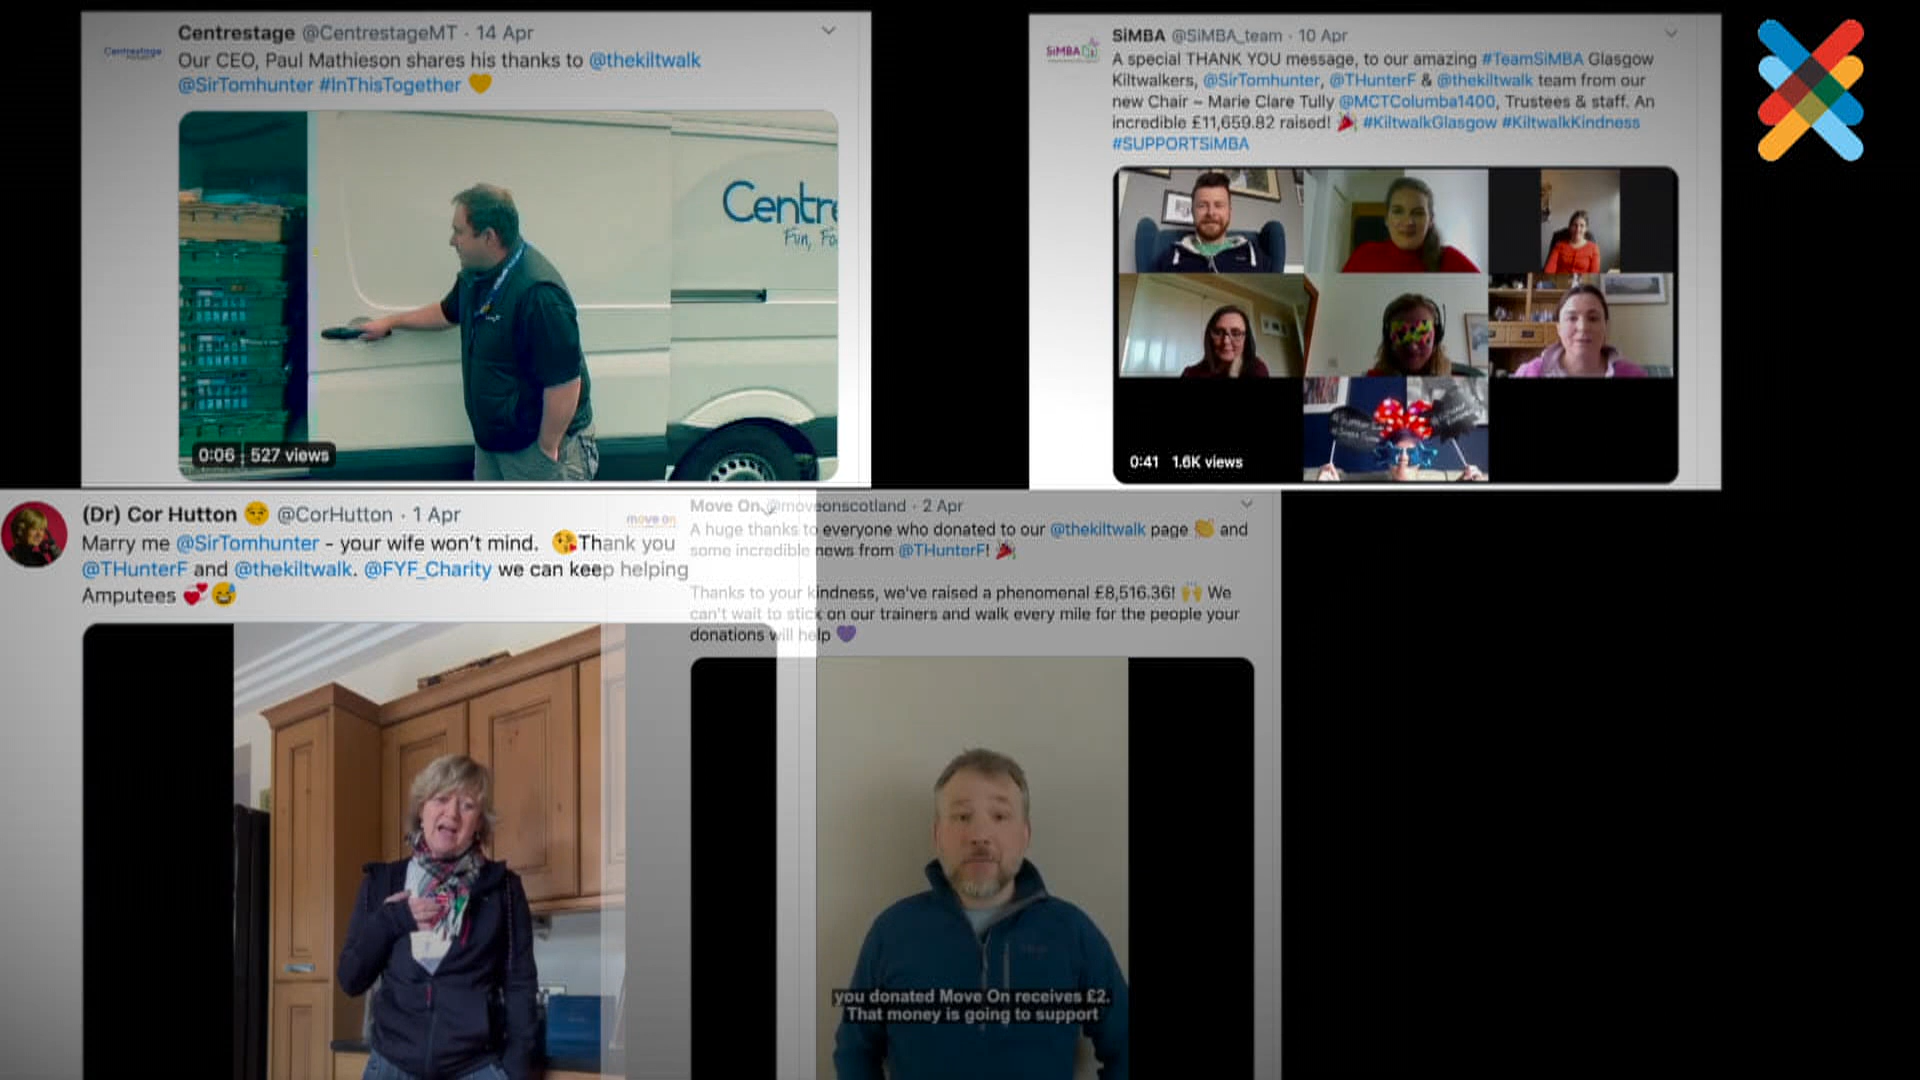 Centrestage @CentrestageMT · 14 Apr
Our CEO, Paul Mathieson shares his thanks to @thekiltwalk
@SirTomhunter #InThisTogether 💛
Centrestage
Centre
Fun, Fo
0:06 527 views
SiMBA @SiMBA_team · 10 Apr
SiMBA
A special THANK YOU message, to our amazing #TeamSiMBA Glasgow
Kiltwalkers, @SirTomhunter, @THunterF & @thekiltwalk team from our
new Chair ~ Marie Clare Tully @MCTColumba1400, Trustees & staff. An
incredible £11,659.82 raised! 🎉 #KiltwalkGlasgow #KiltwalkKindness
#SUPPORTSiMBA
0:41 1.6K views
(Dr) Cor Hutton 😏 @CorHutton · 1 Apr
Marry me @SirTomhunter - your wife won't mind. 😘Thank you
@THunterF and @thekiltwalk. @FYF_Charity we can keep helping
Amputees 💞😅
move on
Move On @moveonscotland · 2 Apr
A huge thanks to everyone who donated to our @thekiltwalk page 👏 and
some incredible news from @THunterF! 🎉
Thanks to your kindness, we've raised a phenomenal £8,516.36! 🙌 We
can't wait to stick on our trainers and walk every mile for the people your
donations will help 💜
you donated Move On receives £2.
That money is going to support